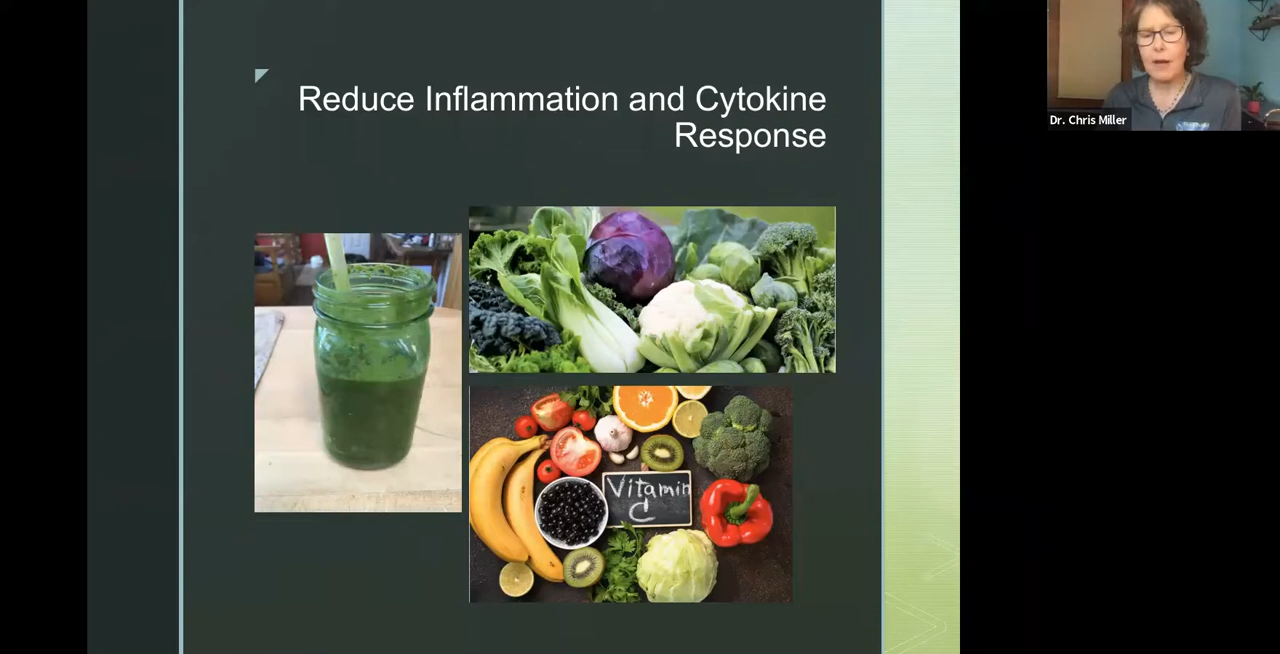 Reduce Inflammation and Cytokine
Response
Dr. Chris Miller
Vitamin
C